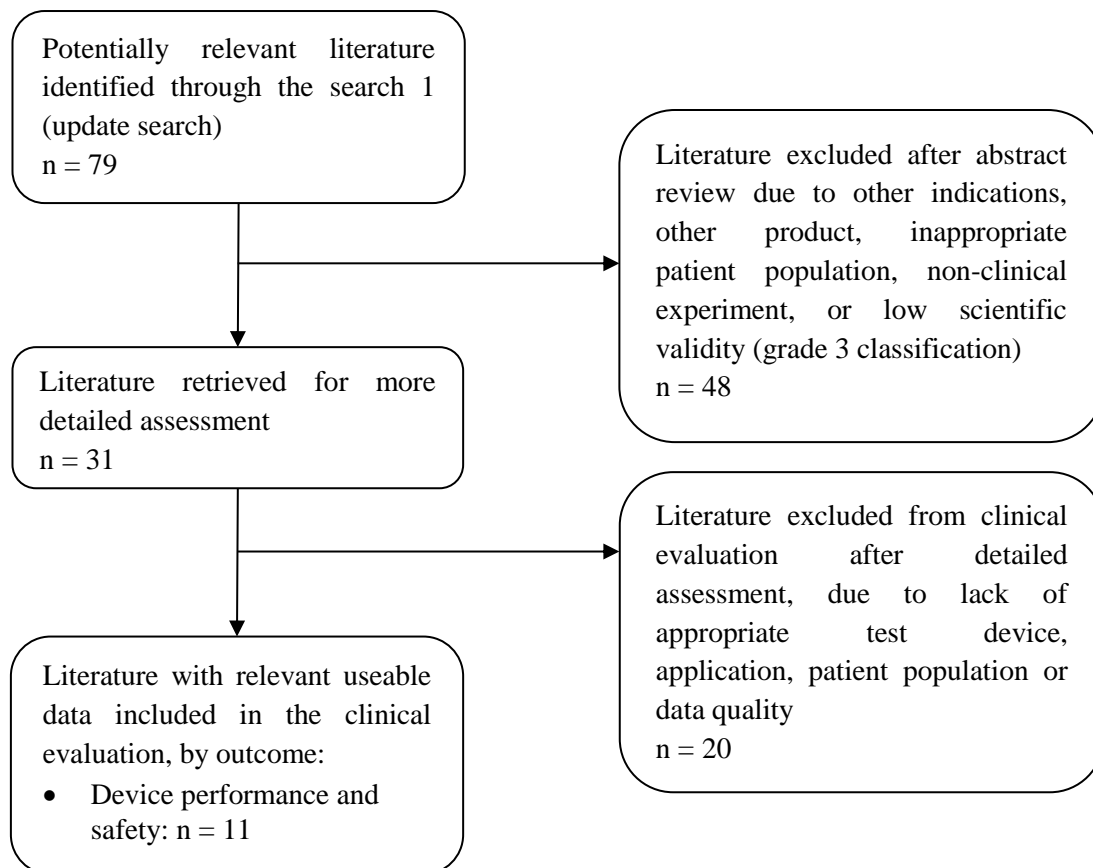 Potentially relevant literature
identified through the search 1
(update search)
n = 79
Literature excluded after abstract
review due to other indications,
other product, inappropriate
patient population, non-clinical
experiment, or low scientific
validity (grade 3 classification)
n = 48
Literature retrieved for more
detailed assessment
n = 31
Literature excluded from clinical
evaluation after detailed
assessment, due to lack of
appropriate test device,
application, patient population or
data quality
n = 20
Literature with relevant useable
data included in the clinical
evaluation, by outcome:
• Device performance and
safety: n = 11